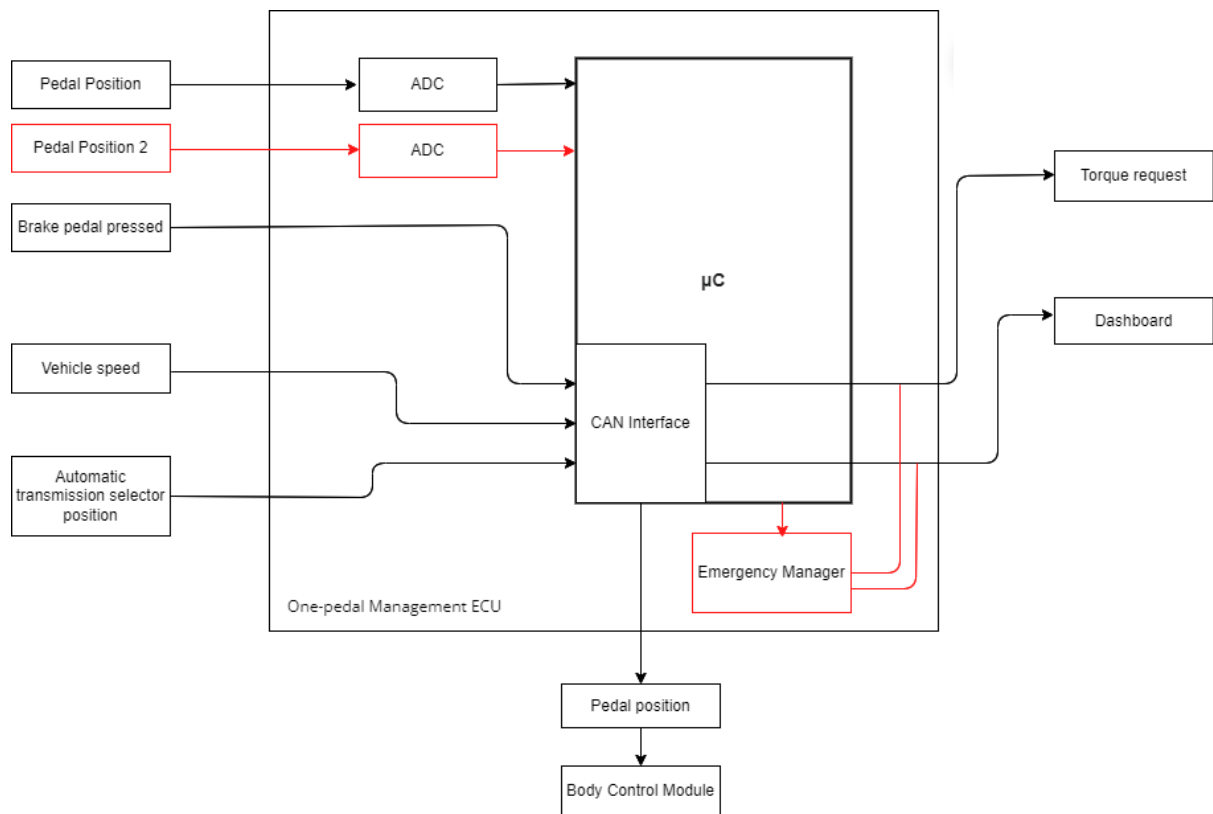 Pedal Position
ADC
Pedal Position 2
ADC
Torque request
Brake pedal pressed
µC
Dashboard
Vehicle speed
CAN Interface
Automatic
transmission selector
position
Emergency Manager
One-pedal Management ECU
Pedal position
Body Control Module